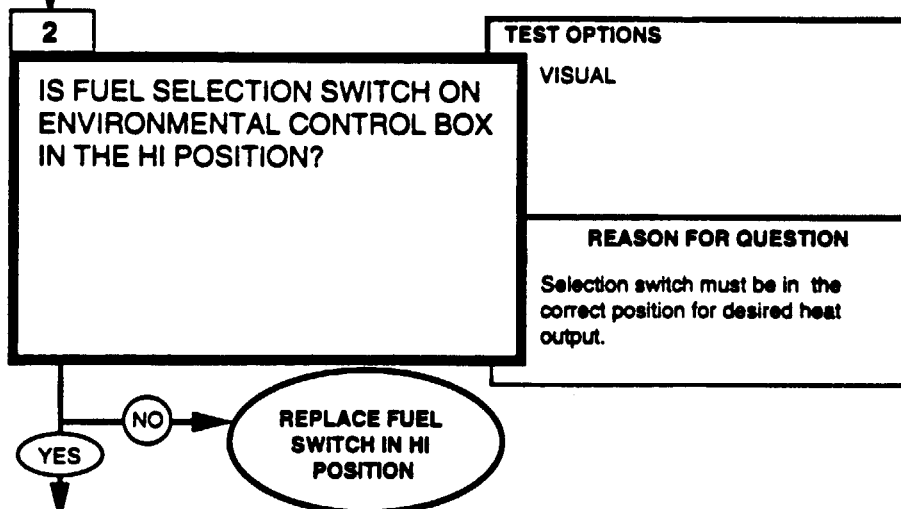 2
IS FUEL SELECTION SWITCH ON
ENVIRONMENTAL CONTROL BOX
IN THE HI POSITION?
TEST OPTIONS
VISUAL
REASON FOR QUESTION
Selection switch must be in the
correct position for desired heat
output.
NO
REPLACE FUEL
SWITCH IN HI
POSITION
YES